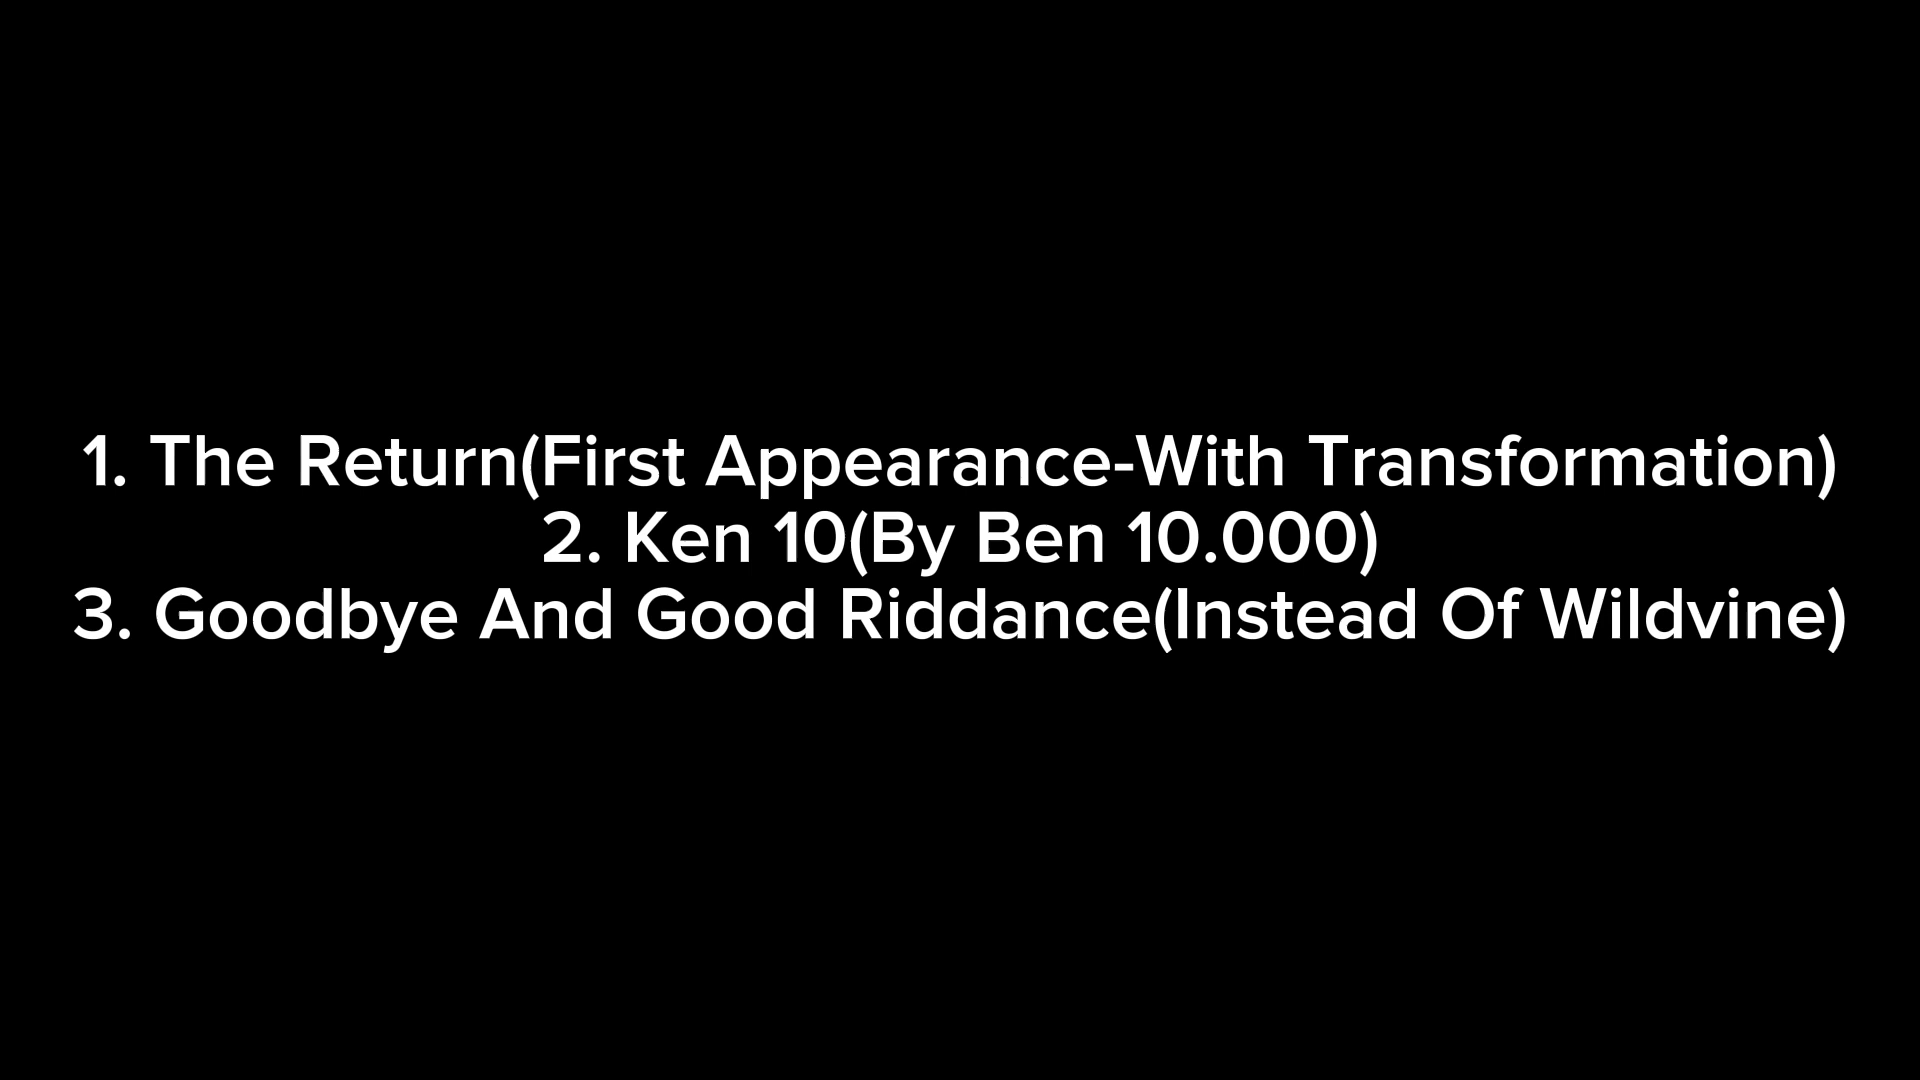 1. The Return(First Appearance-With Transformation)
2. Ken 10(By Ben 10.000)
3. Goodbye And Good Riddance(Instead Of Wildvine)